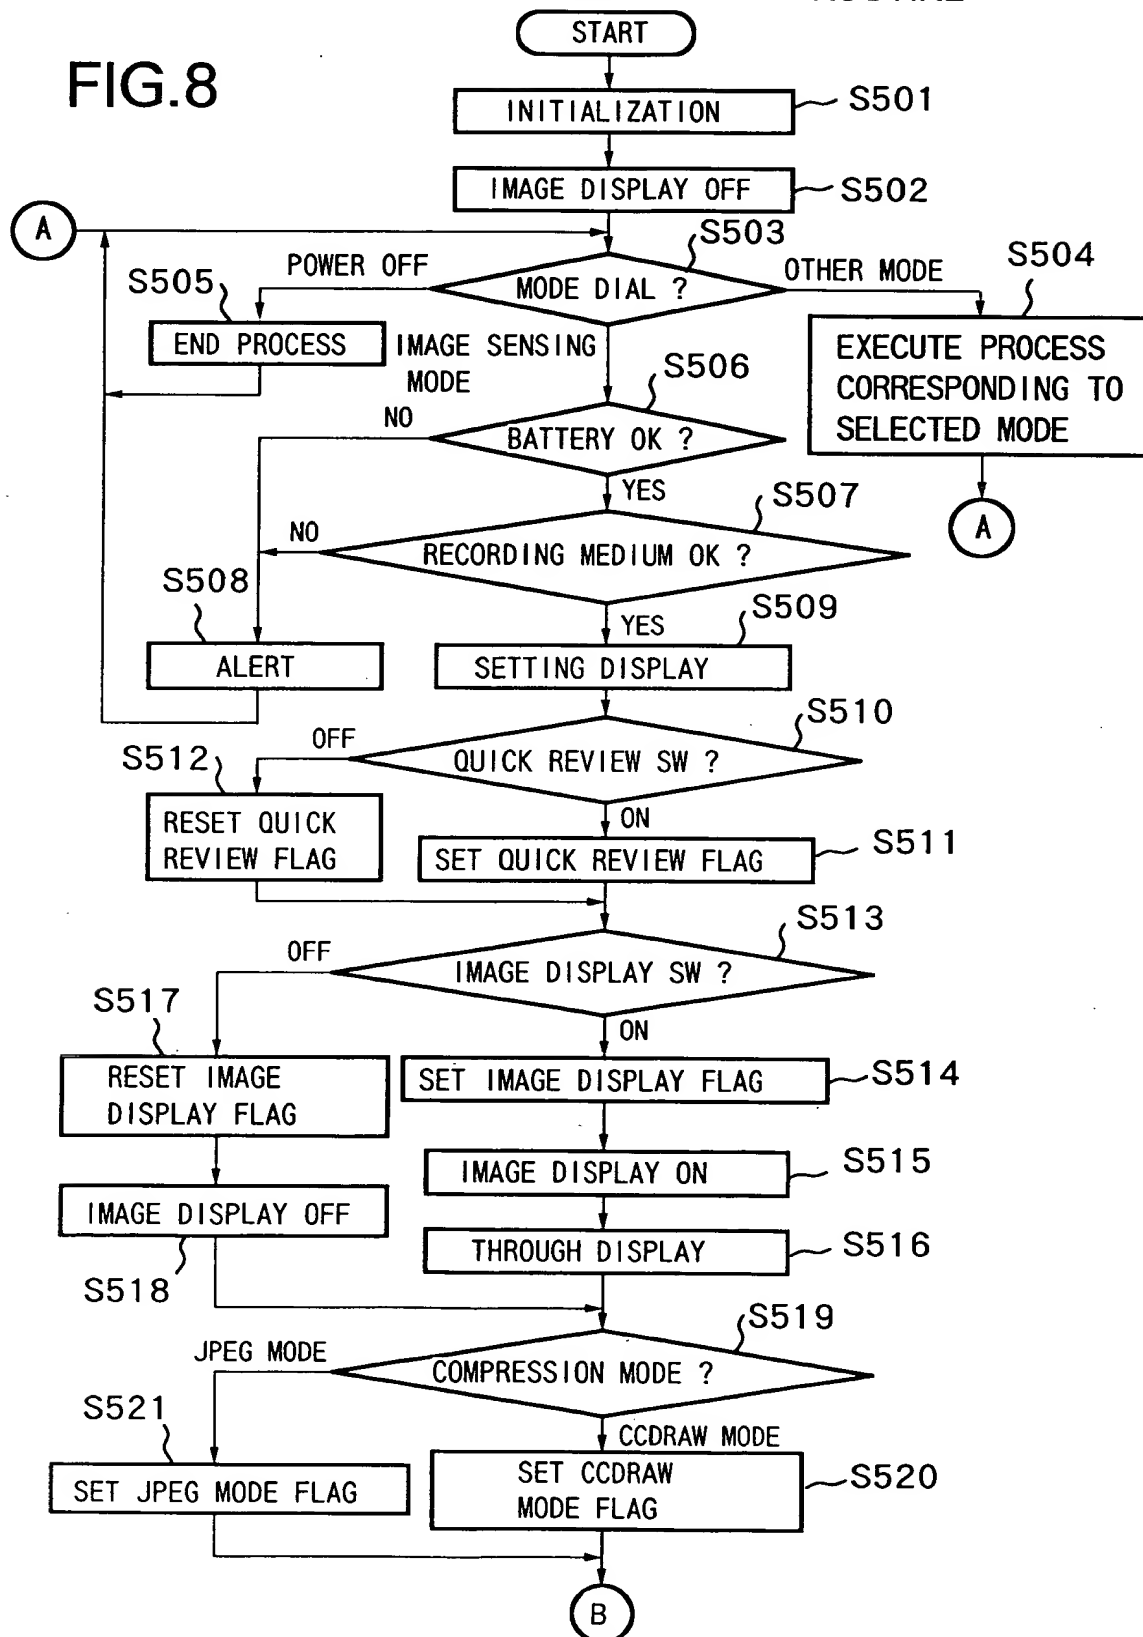 START
FIG.8
INITIALIZATION
S501
IMAGE DISPLAY OFF
S502
A
S503
POWER OFF
MODE DIAL ?
OTHER MODE
S504
S505
END PROCESS
IMAGE SENSING
MODE
EXECUTE PROCESS
CORRESPONDING TO
SELECTED MODE
S506
NO
BATTERY OK ?
YES
A
S507
NO
RECORDING MEDIUM OK ?
S508
YES
S509
ALERT
SETTING DISPLAY
S510
OFF
QUICK REVIEW SW ?
S512
ON
RESET QUICK
REVIEW FLAG
SET QUICK REVIEW FLAG
S511
S513
OFF
IMAGE DISPLAY SW ?
S517
ON
RESET IMAGE
DISPLAY FLAG
SET IMAGE DISPLAY FLAG
S514
IMAGE DISPLAY ON
S515
IMAGE DISPLAY OFF
THROUGH DISPLAY
S516
S518
S519
JPEG MODE
COMPRESSION MODE ?
S521
CCDRAW MODE
SET JPEG MODE FLAG
SET CCDRAW
MODE FLAG
S520
B